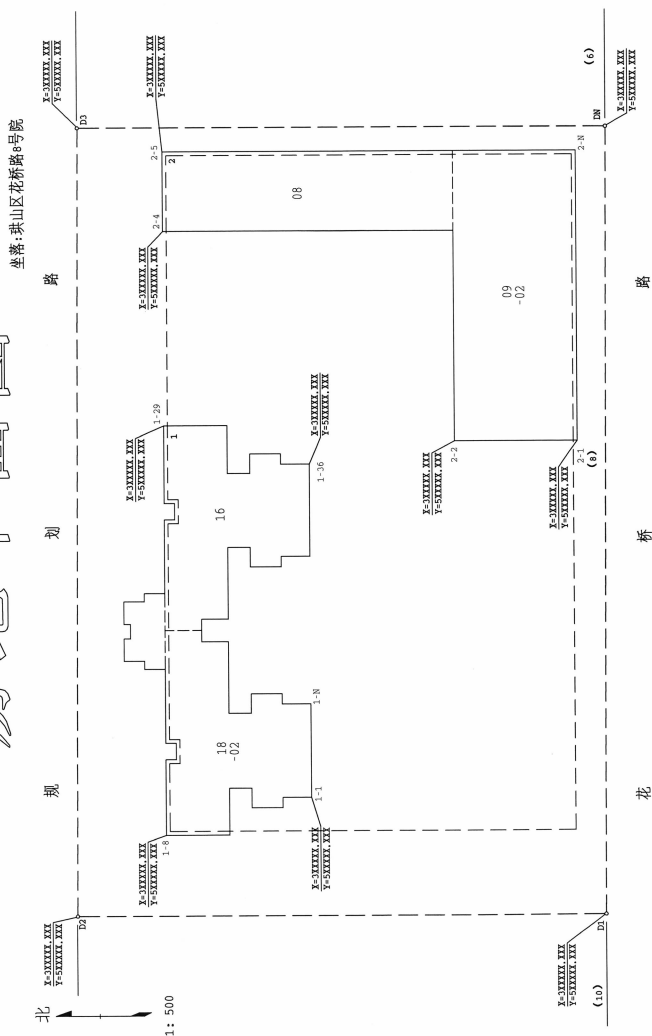 坐落:珙山区花桥路8号院
北
1:500
X=3XXXXX.XXX
Y=5XXXXX.XXX
D2
规 划 路
X=3XXXXX.XXX
Y=5XXXXX.XXX
D3
X=3XXXXX.XXX
Y=5XXXXX.XXX
1-8
X=3XXXXX.XXX
Y=5XXXXX.XXX
1-29
1
X=3XXXXX.XXX
Y=5XXXXX.XXX
2-4
X=3XXXXX.XXX
Y=5XXXXX.XXX
2-5
2
18
-02
16
08
X=3XXXXX.XXX
Y=5XXXXX.XXX
1-1
1-N
1-36
X=3XXXXX.XXX
Y=5XXXXX.XXX
X=3XXXXX.XXX
Y=5XXXXX.XXX
2-2
09
-02
X=3XXXXX.XXX
Y=5XXXXX.XXX
2-1
(8)
2-N
X=3XXXXX.XXX
Y=5XXXXX.XXX
D1
(10)
DN
(6)
X=3XXXXX.XXX
Y=5XXXXX.XXX
花 桥 路